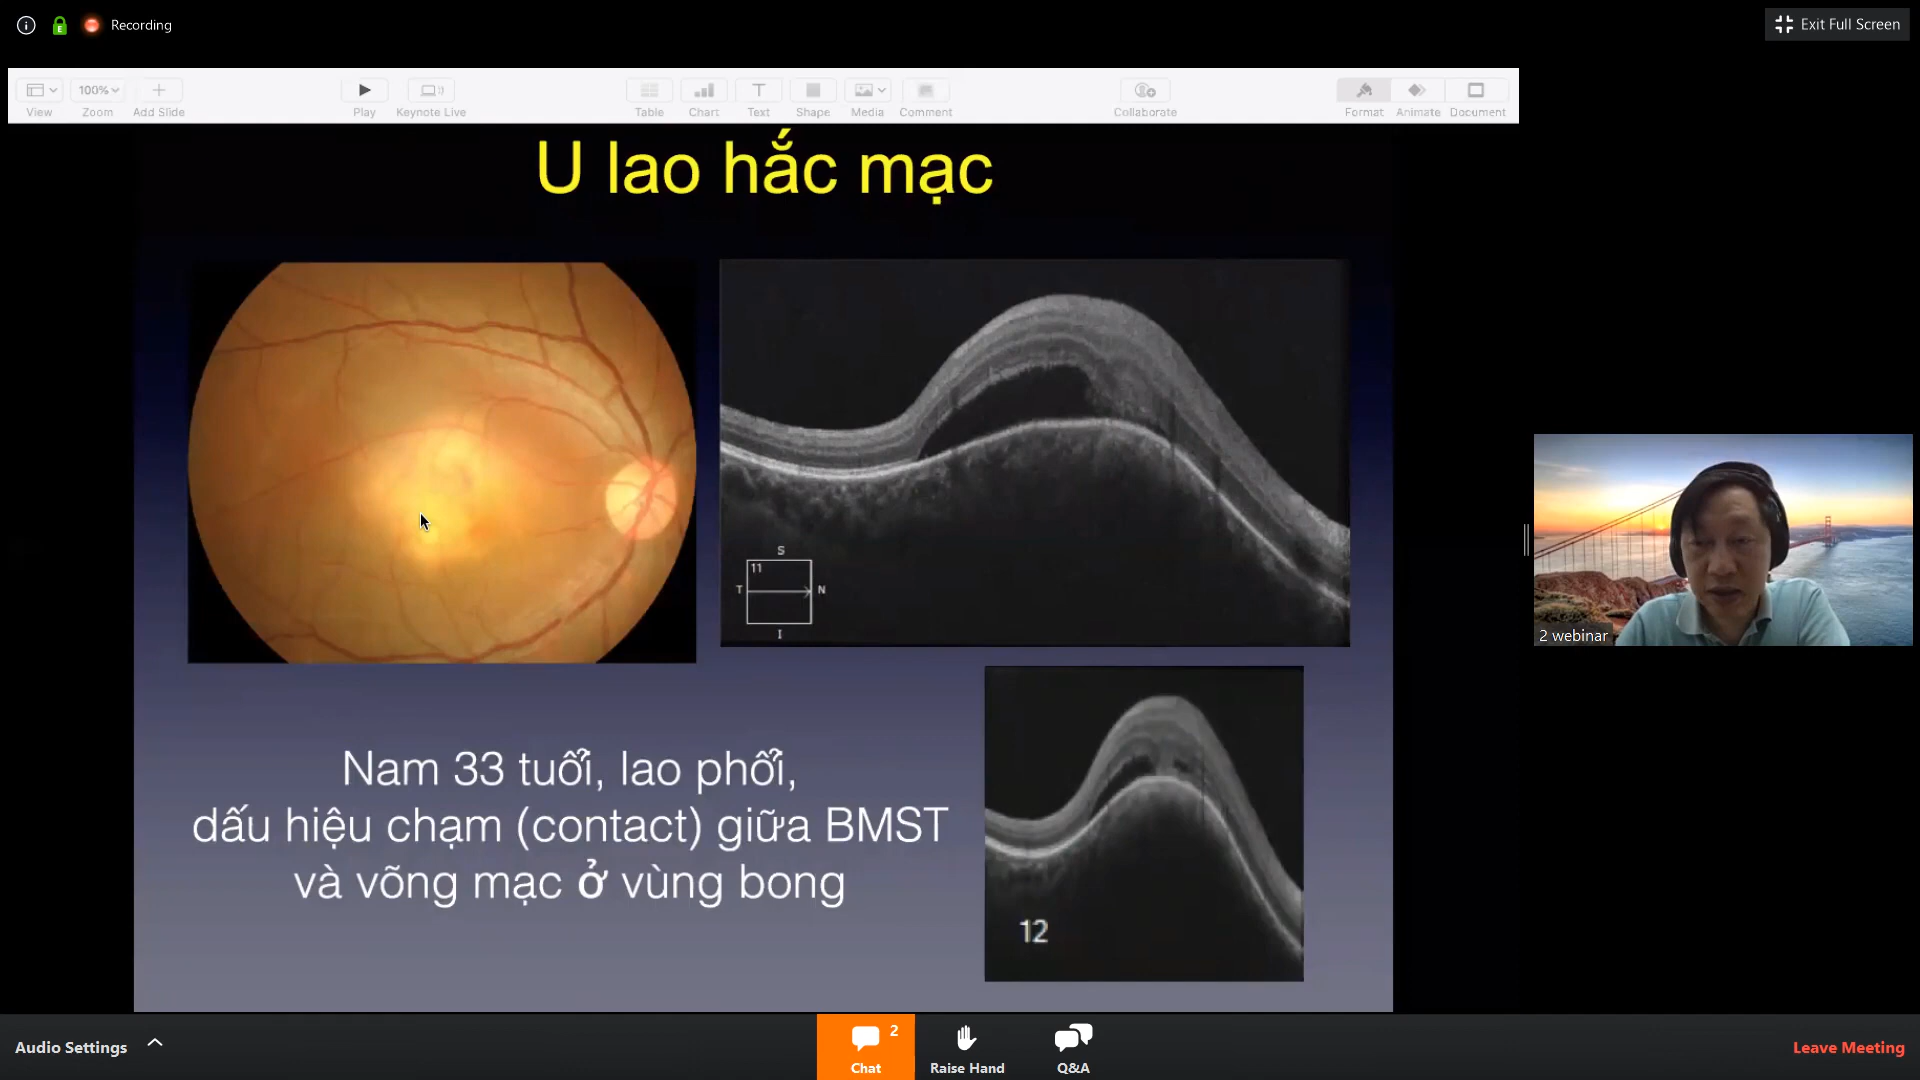 Recording
Exit Full Screen
View
100%
Zoom
Add Slide
Play
Keynote Live
Table
Chart
Text
Shape
Media
Comment
Collaborate
Format
Animate
Document
U lao hắc mạc
S
11
T
N
I
Nam 33 tuổi, lao phổi,
dấu hiệu chạm (contact) giữa BMST
và võng mạc ở vùng bong
12
2 webinar
Audio Settings
2
Chat
Raise Hand
Q&A
Leave Meeting